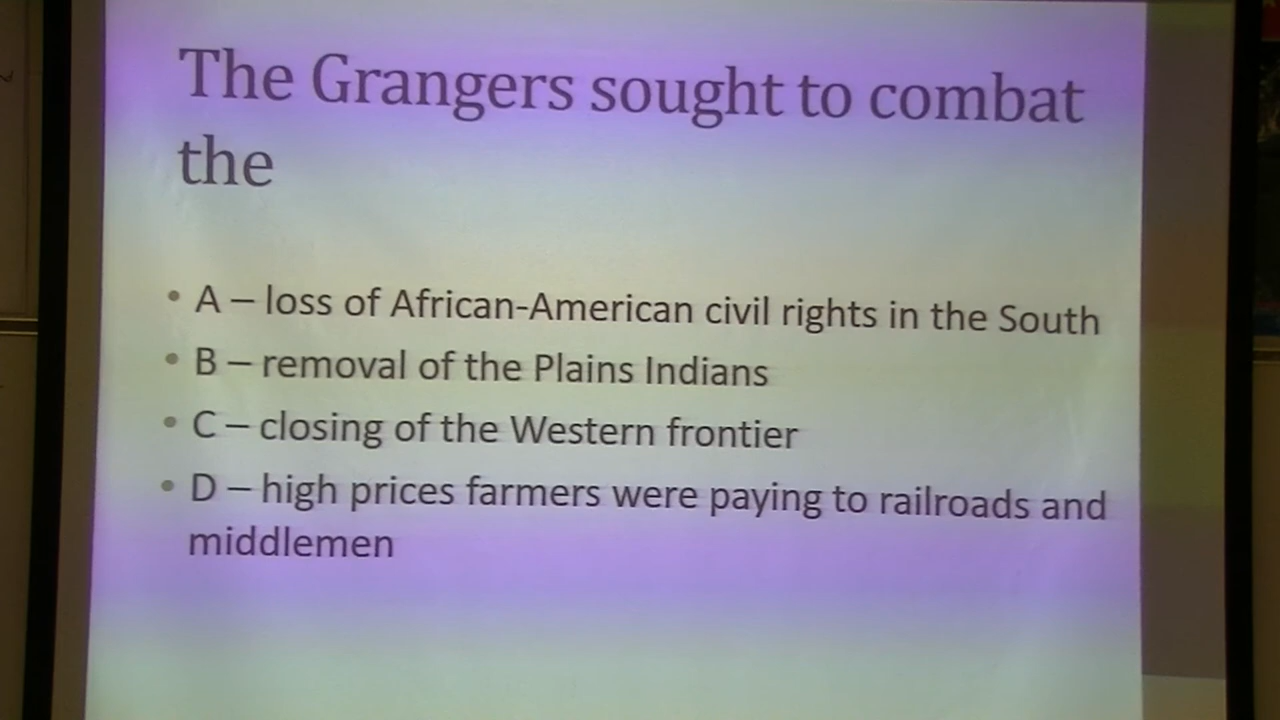 The Grangers sought to combat
the
• A – loss of African-American civil rights in the South
• B – removal of the Plains Indians
• C – closing of the Western frontier
• D – high prices farmers were paying to railroads and
middlemen